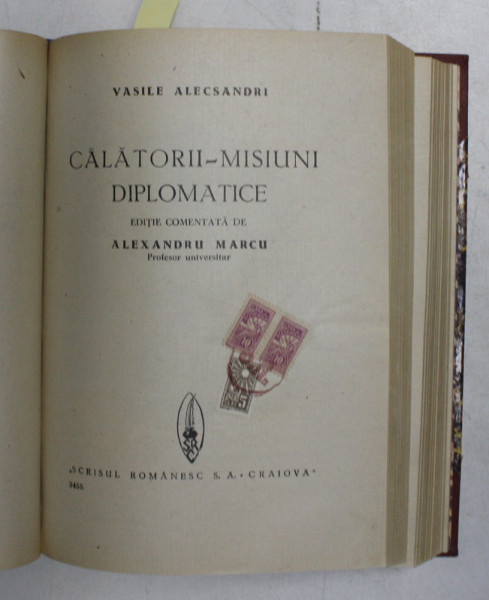 VASILE ALECSANDRI
CĂLĂTORII-MISIUNI
DIPLOMATICE
EDIȚIE COMENTATĂ DE
ALEXANDRU MARCU
Profesor universitar
„SCRISUL ROMÂNESC S. A. • CRAIOVA"